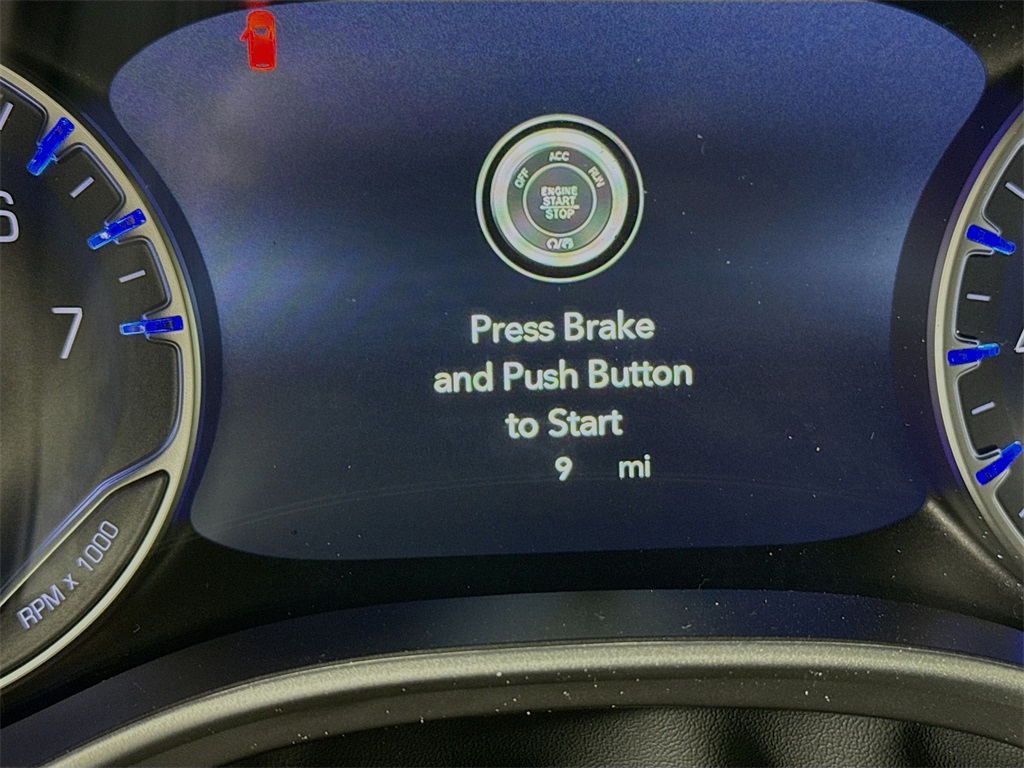 6
7
RPM x 1000
ACC
OFF
RUN
ENGINE
START
STOP
Press Brake
and Push Button
to Start
9 mi